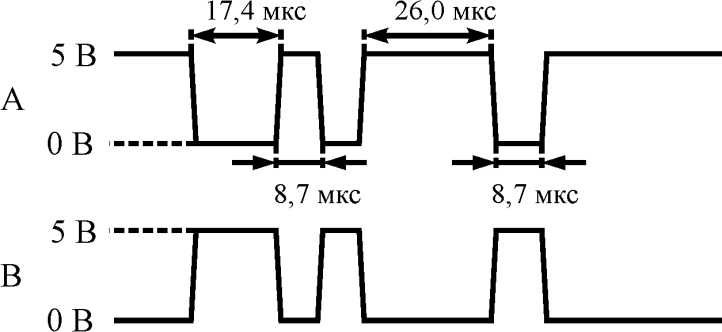 17,4 мкс 26,0 мкс
5 В
А
0 В
8,7 мкс 8,7 мкс
5 В
В
0 В